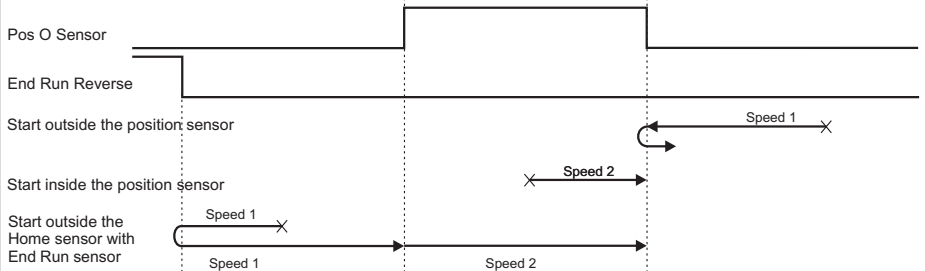 Pos O Sensor
End Run Reverse
Start outside the position sensor
Speed 1
Start inside the position sensor
Speed 2
Start outside the
Home sensor with
End Run sensor
Speed 1
Speed 1
Speed 2